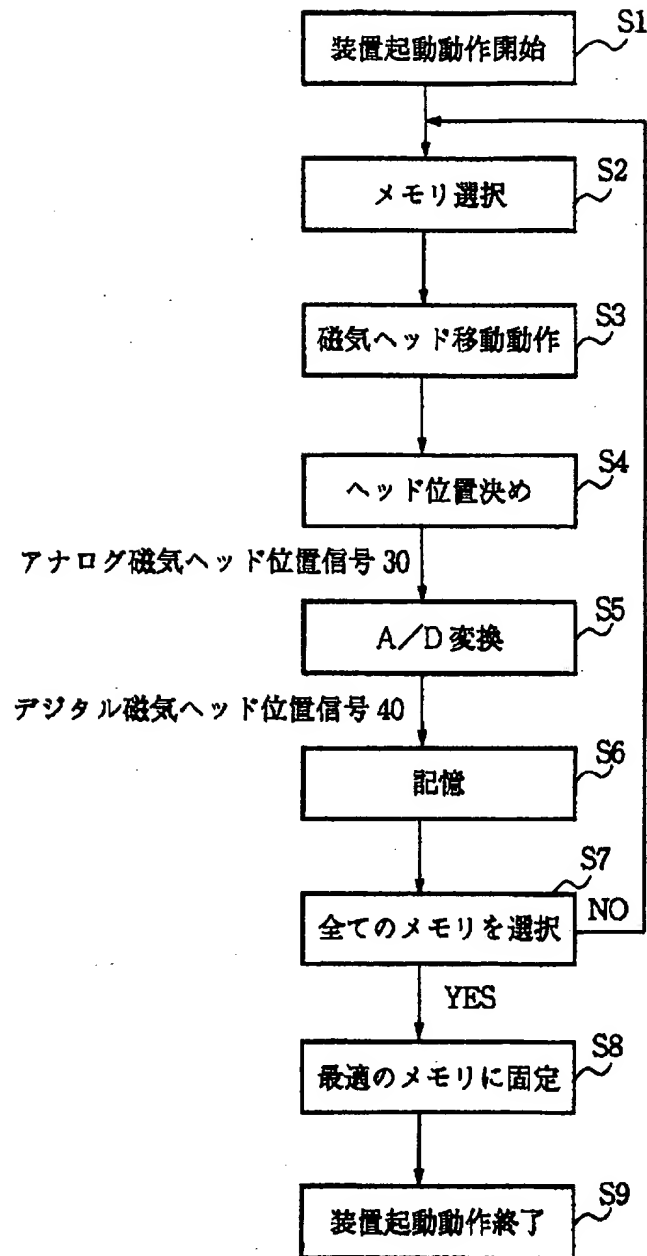 S1
装置起動動作開始
S2
メモリ選択
S3
磁気ヘッド移動動作
S4
ヘッド位置決め
アナログ磁気ヘッド位置信号 30
S5
A/D 変換
デジタル磁気ヘッド位置信号 40
S6
記憶
S7
全てのメモリを選択
NO
YES
S8
最適のメモリに固定
S9
装置起動動作終了